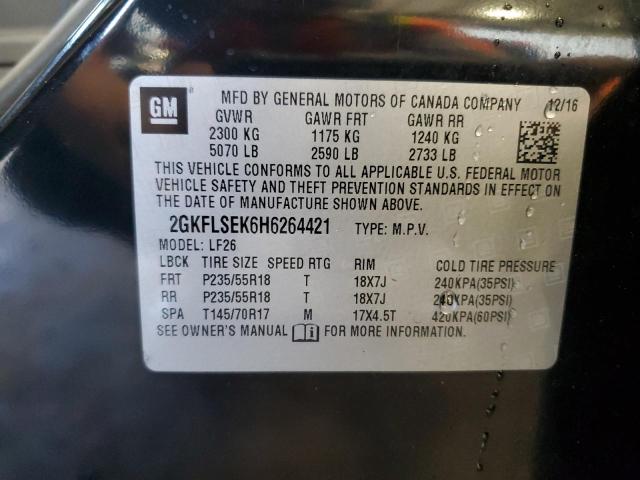 GM
MFD BY GENERAL MOTORS OF CANADA COMPANY 12/16
GVWR GAWR FRT GAWR RR
2300 KG 1175 KG 1240 KG
5070 LB 2590 LB 2733 LB
THIS VEHICLE CONFORMS TO ALL APPLICABLE U.S. FEDERAL MOTOR
VEHICLE SAFETY AND THEFT PREVENTION STANDARDS IN EFFECT ON
THE DATE OF MANUFACTURE SHOWN ABOVE.
2GKFLSEK6H6264421 TYPE: M.P.V.
MODEL: LF26
LBCK TIRE SIZE SPEED RTG RIM COLD TIRE PRESSURE
FRT P235/55R18 T 18X7J 240KPA(35PSI)
RR P235/55R18 T 18X7J 240KPA(35PSI)
SPA T145/70R17 M 17X4.5T 420KPA(60PSI)
SEE OWNER'S MANUAL FOR MORE INFORMATION.